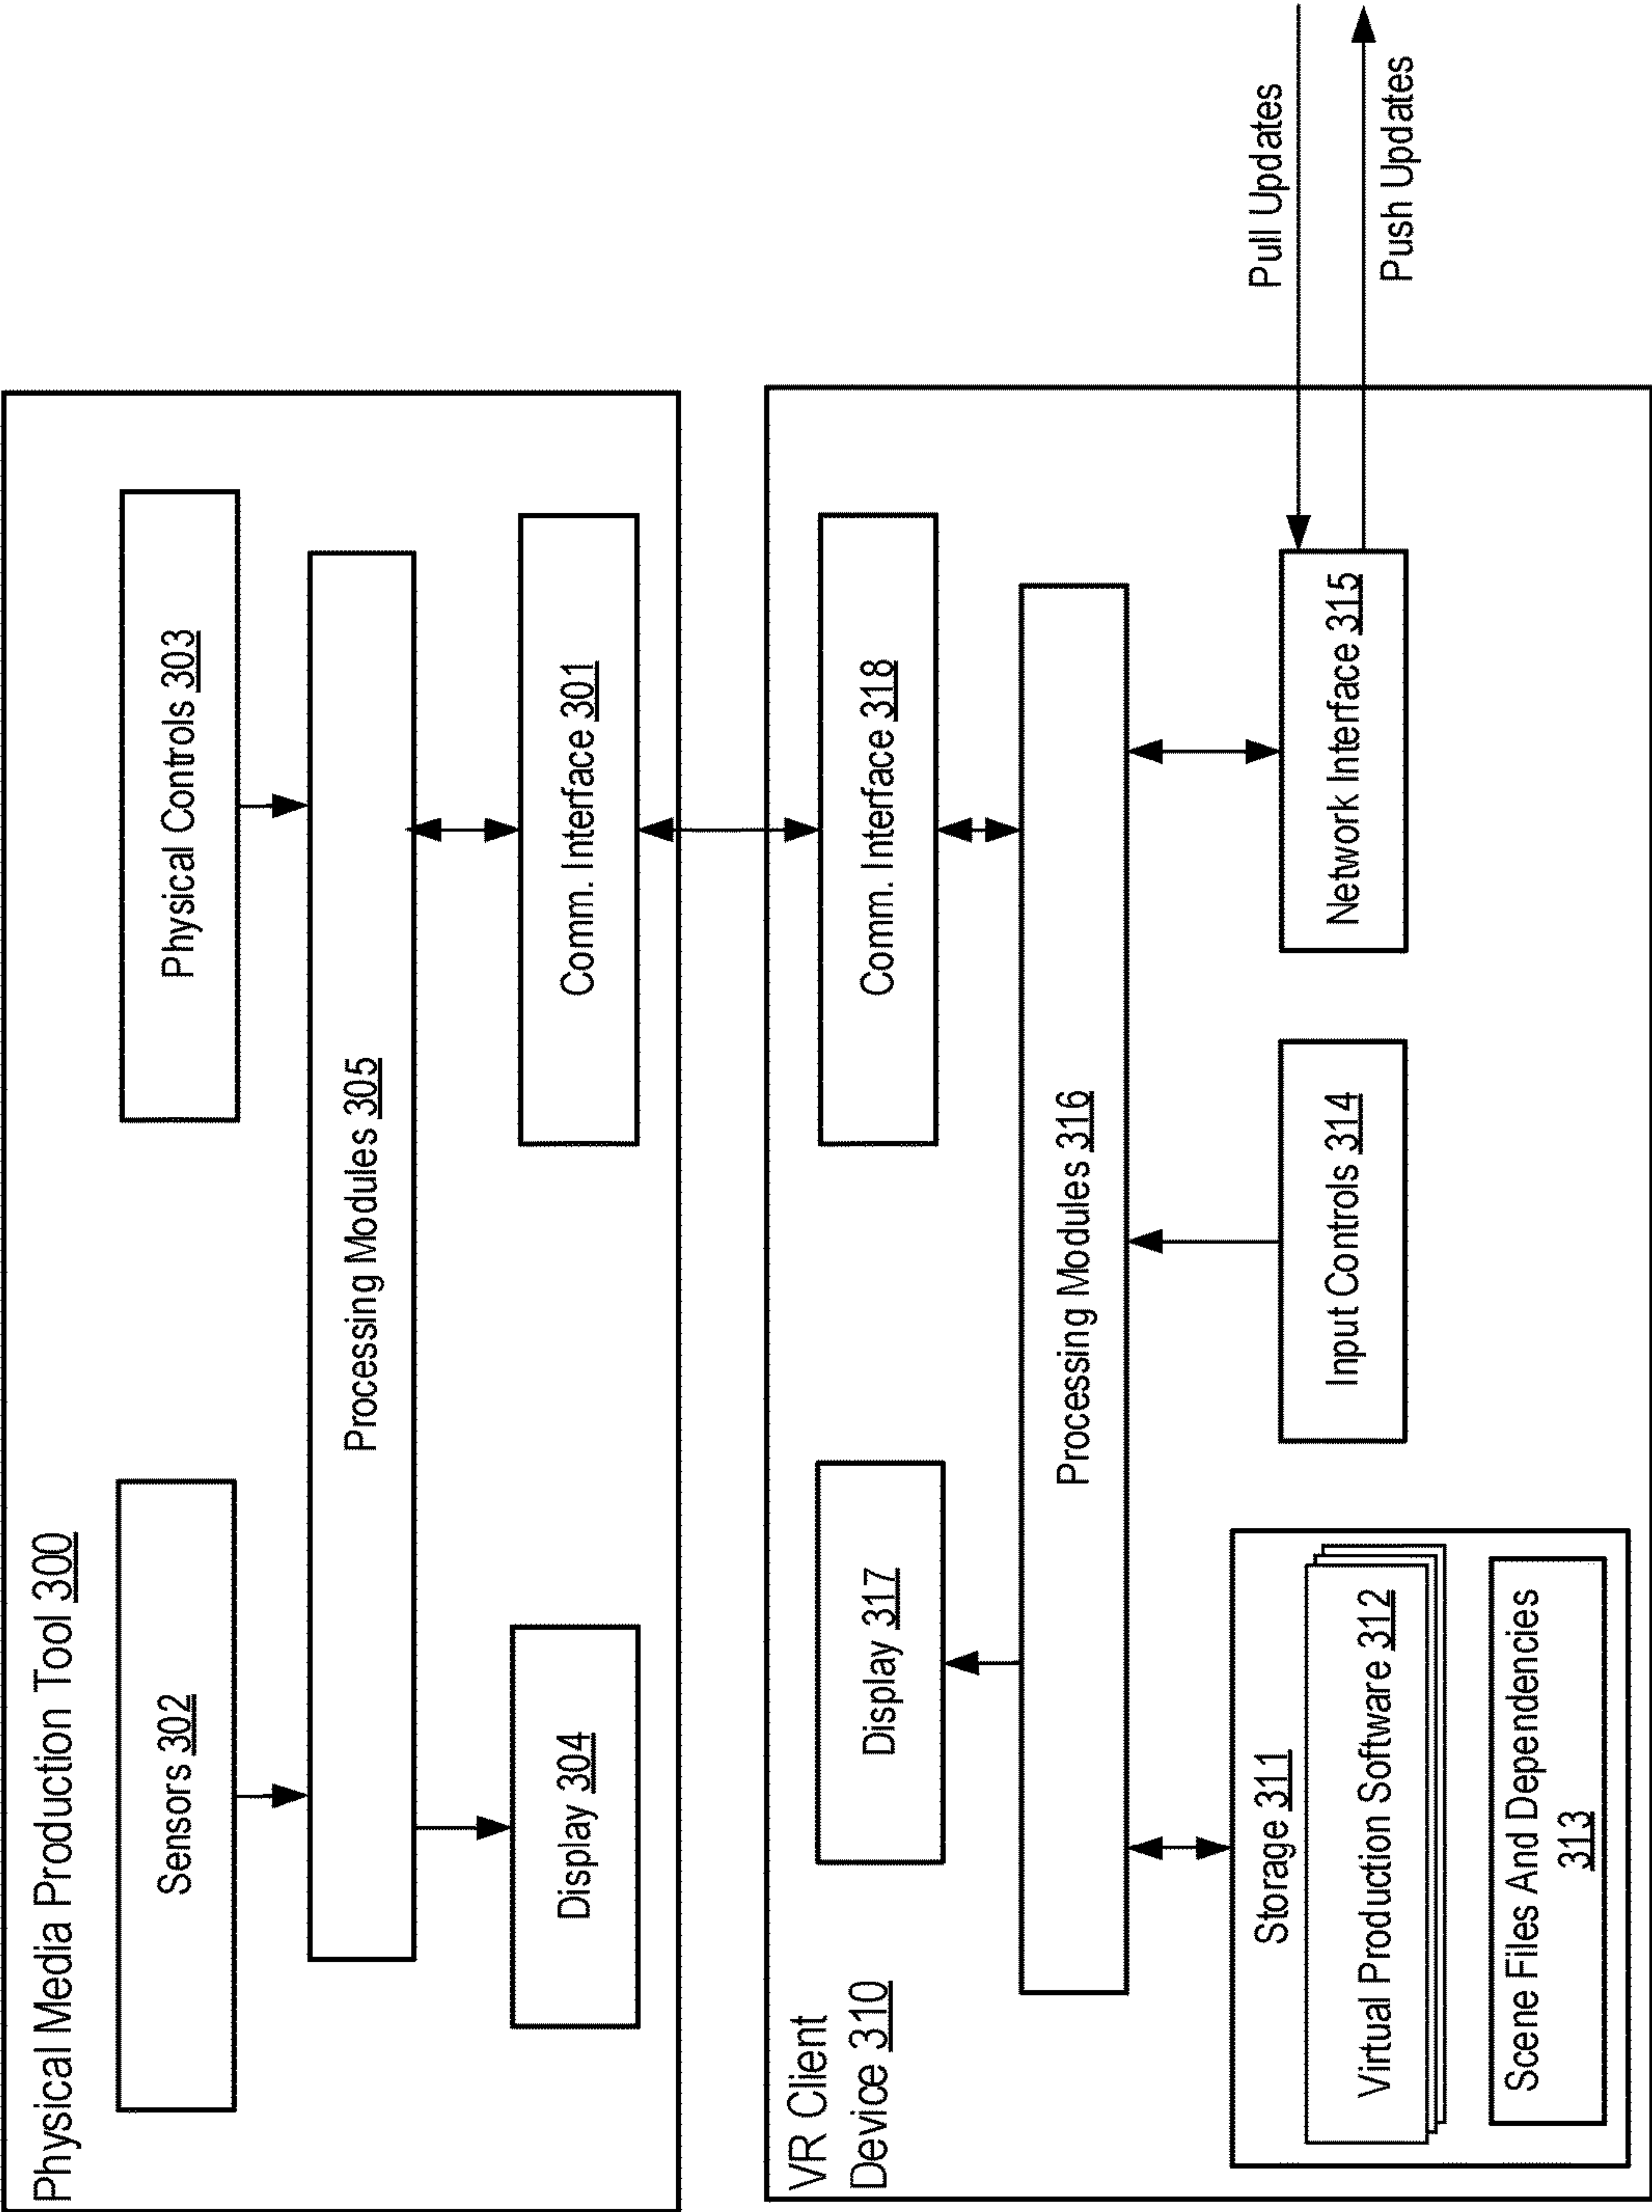 Physical Media Production Tool 300
Sensors 302
Physical Controls 303
Processing Modules 305
Display 304
Comm. Interface 301
VR Client
Device 310
Display 317
Comm. Interface 318
Processing Modules 316
Storage 311
Virtual Production Software 312
Scene Files And Dependencies
313
Input Controls 314
Network Interface 315
Pull Updates
Push Updates